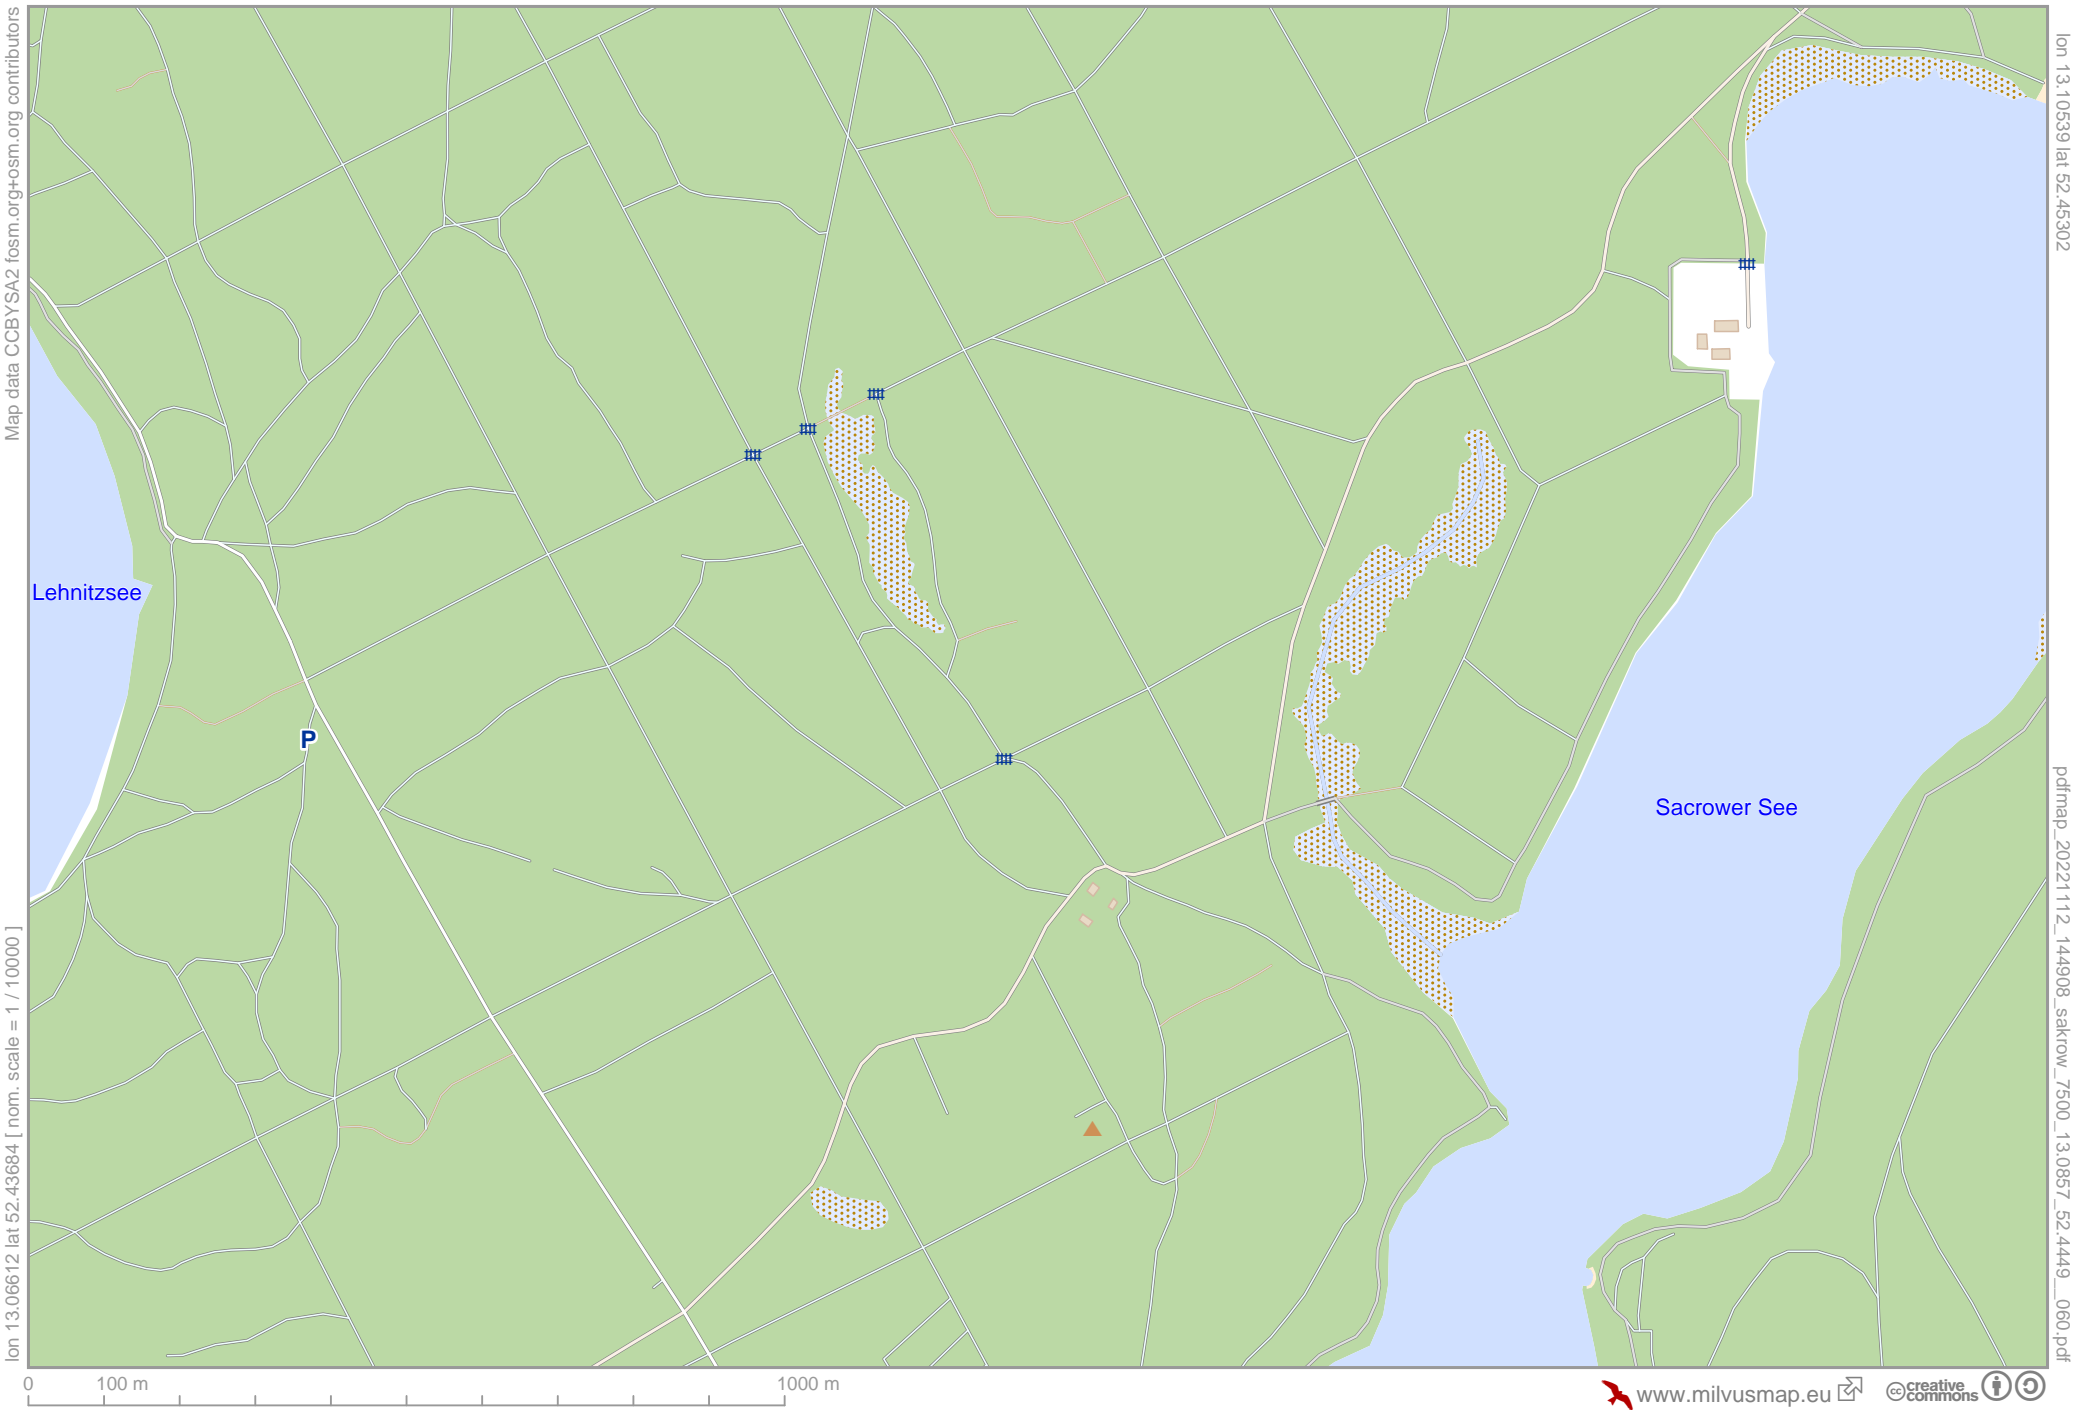 Map data CCBYSA2 fosm.org+osm.org contributors
lon 13.06612 lat 52.43684 [ nom. scale = 1 / 10000 ]
lon 13.10539 lat 52.45302
pdfmap_20221112_144908_sakrow_7500_13.0857_52.4449__060.pdf
Lehnitzsee
P
Sacrower See
0 100 m 1000 m
www.milvusmap.eu
cc creative commons